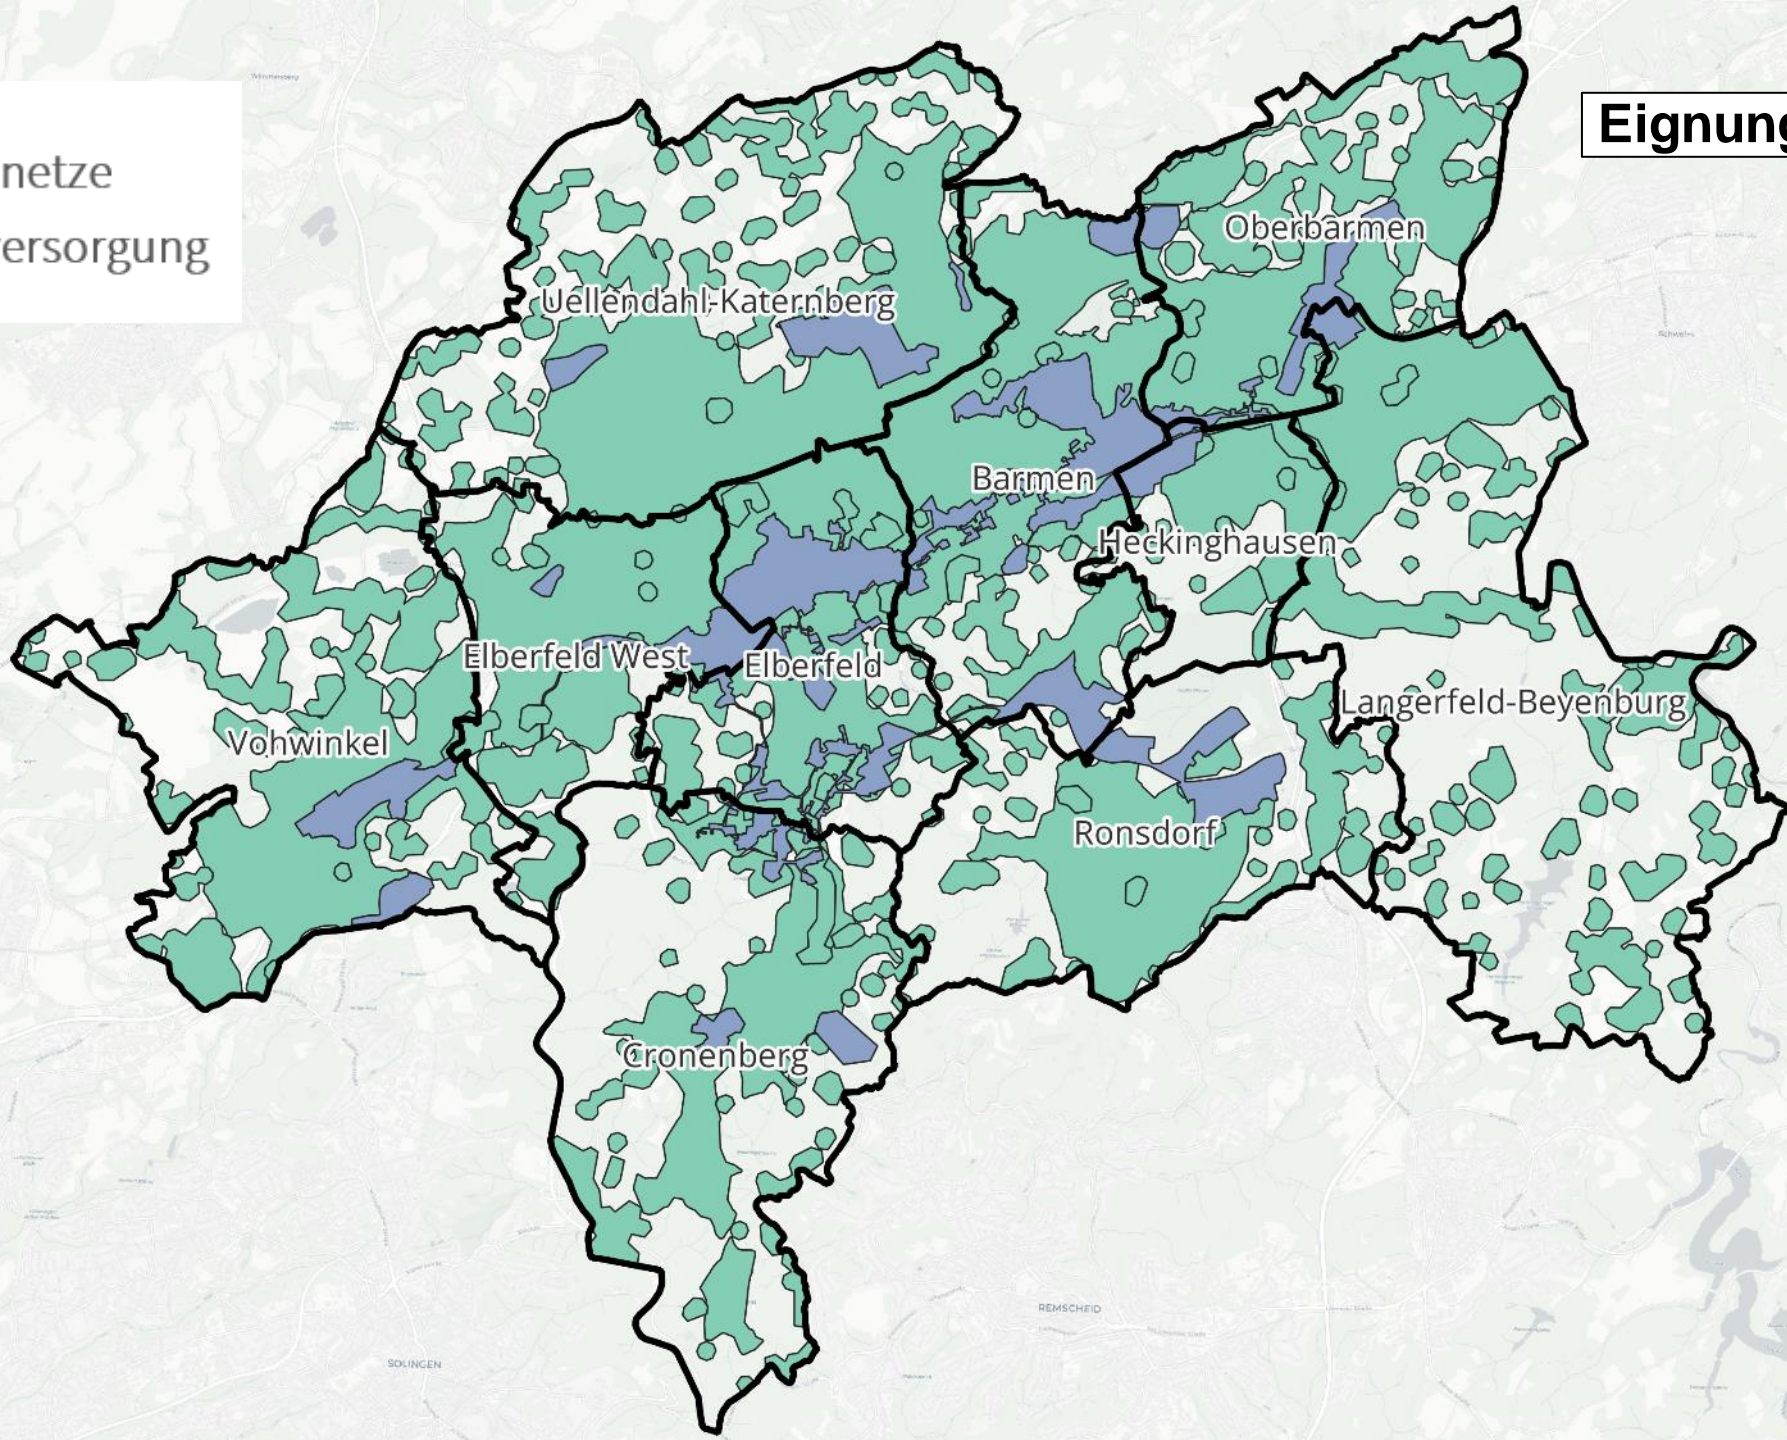 netze
ersorgung
Eignung
Oberbarmen
Uellendahl-Katernberg
Barmen
Heckinghausen
Elberfeld West
Elberfeld
Langerfeld-Beyenburg
Vohwinkel
Ronsdorf
Cronenberg
REMSCHEID
SOLINGEN